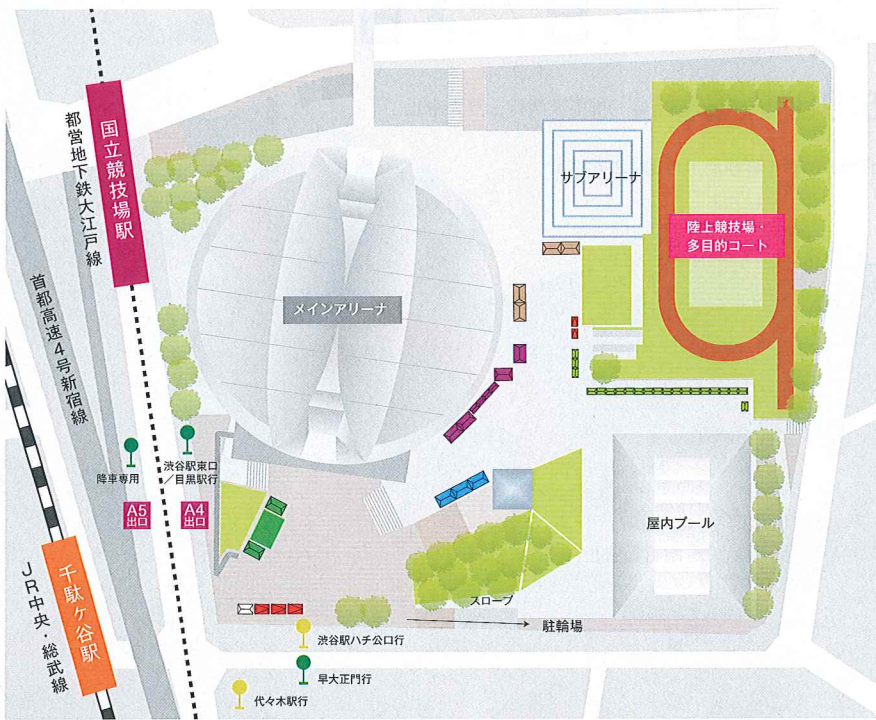 国立競技場駅
都営地下鉄大江戸線
首都高速4号新宿線
サブアリーナ
陸上競技場・
多目的コート
メインアリーナ
降車専用
渋谷駅東口
／目黒駅行
A5
出口
A4
出口
屋内プール
千駄ヶ谷駅
JR中央・総武線
スロープ
駐輪場
渋谷駅ハチ公口行
早大正門行
代々木駅行